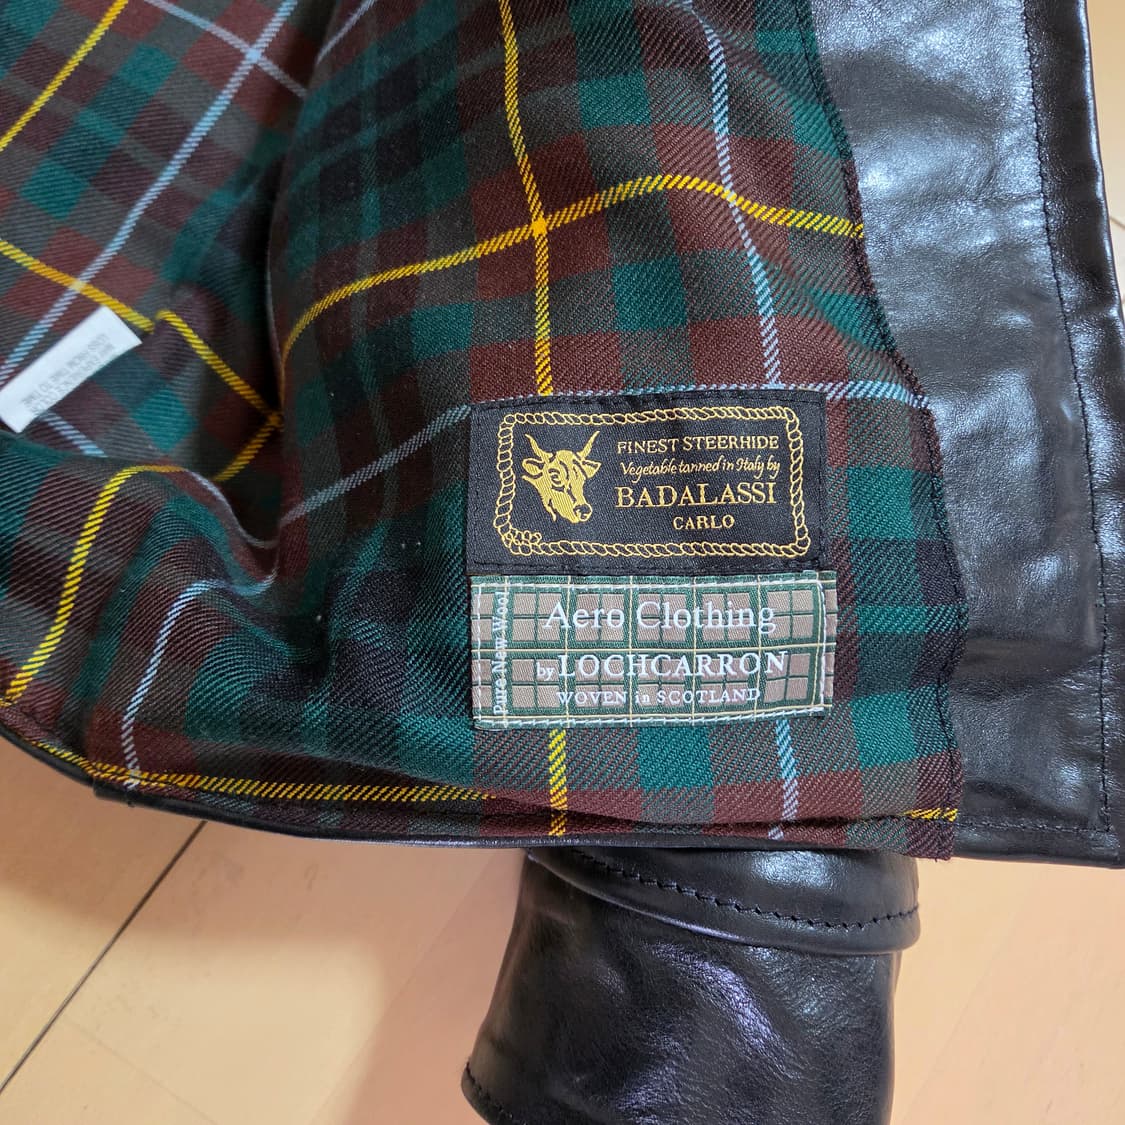 FINEST STEERHIDE
Vegetable tanned in Italy by
BADALASSI
CARLO
Pure New Wool
Aero Clothing
by LOCHCARRON
WOVEN in SCOTLAND